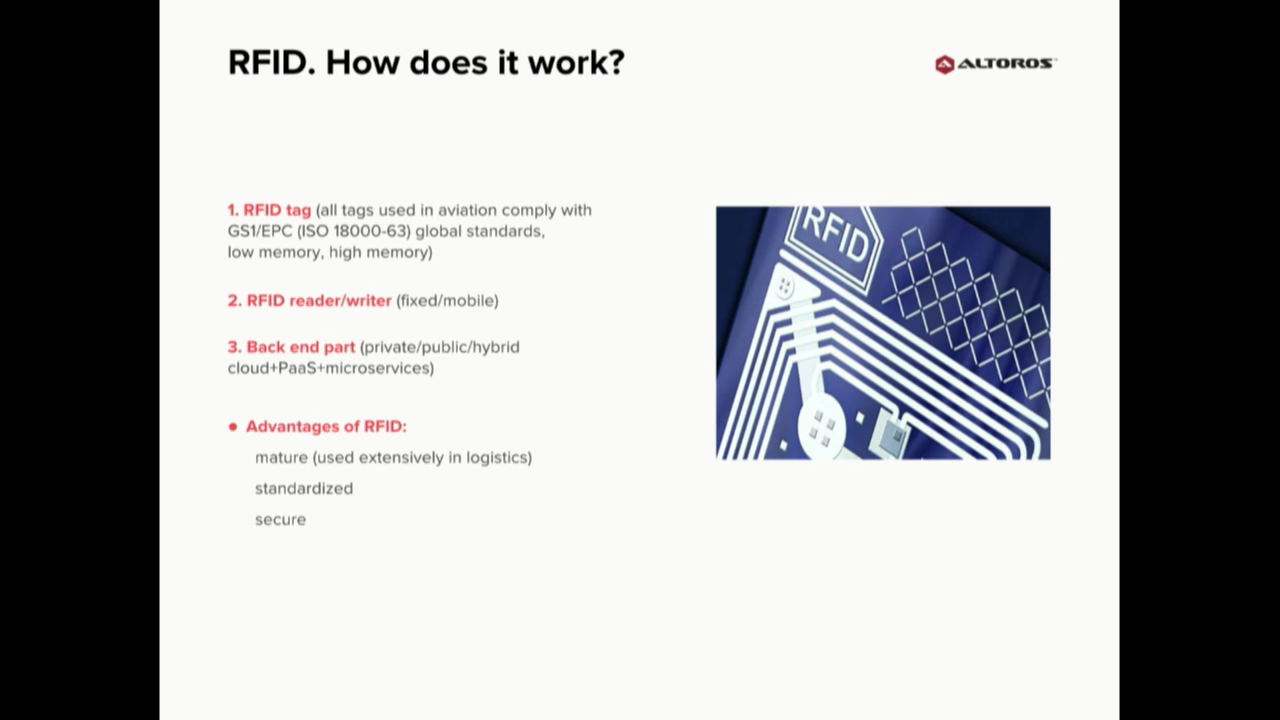 RFID. How does it work?
ALTOROS
1. RFID tag (all tags used in aviation comply with
GS1/EPC (ISO 18000-63) global standards,
low memory, high memory)
2. RFID reader/writer (fixed/mobile)
3. Back end part (private/public/hybrid
cloud+PaaS+microservices)
• Advantages of RFID:
mature (used extensively in logistics)
standardized
secure
RFID